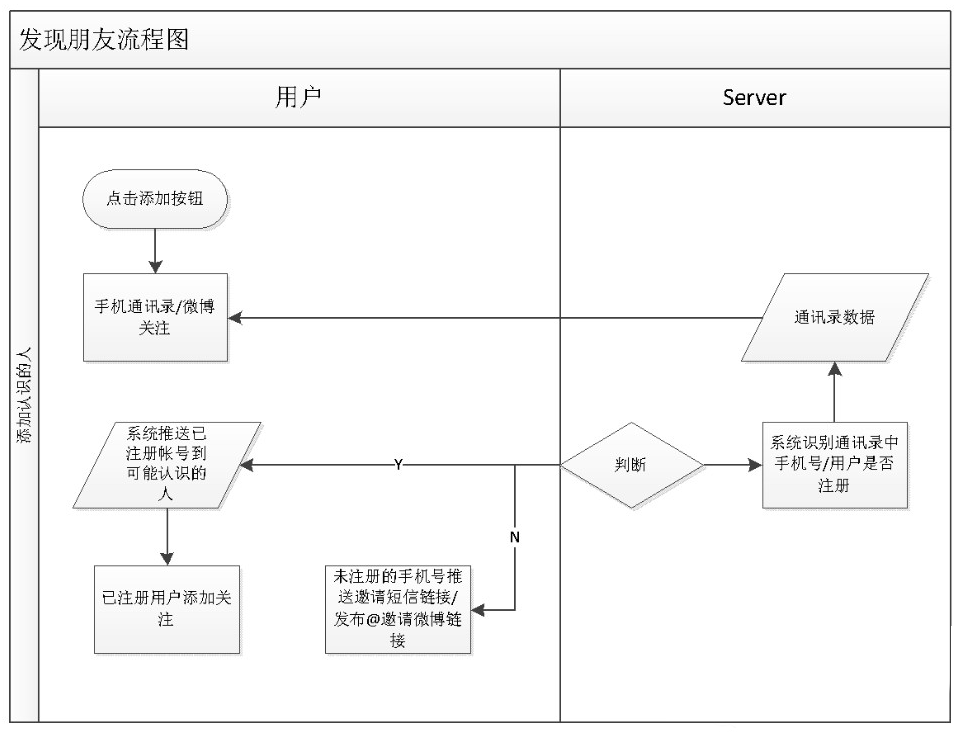 发现朋友流程图
用户
Server
添加认识的人
点击添加按钮
手机通讯录/微博
关注
通讯录数据
系统推送已
注册帐号到
可能认识的
人
Y
判断
系统识别通讯录中
手机号/用户是否
注册
N
已注册用户添加关
注
未注册的手机号推
送邀请短信链接/
发布@邀请微博链
接